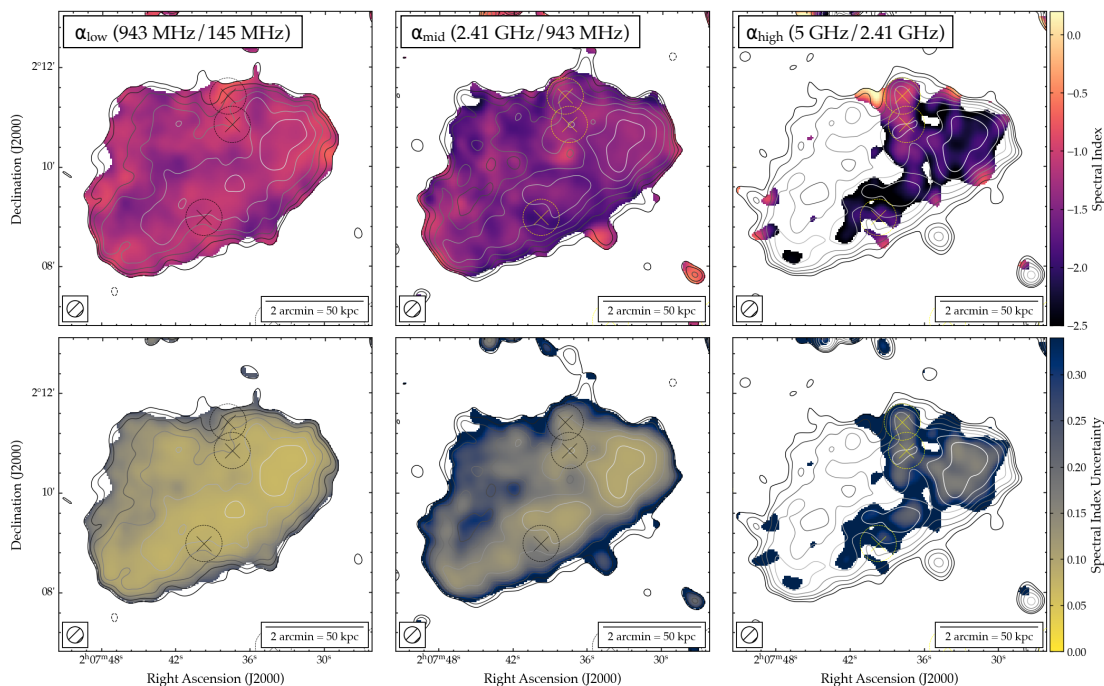 α_low (943 MHz/145 MHz)
α_mid (2.41 GHz/943 MHz)
α_high (5 GHz/2.41 GHz)
2°12'
10'
08'
Declination (J2000)
2 arcmin = 50 kpc
2 arcmin = 50 kpc
2 arcmin = 50 kpc
0.0
−0.5
−1.0
−1.5
−2.0
−2.5
Spectral Index
2°12'
10'
08'
Declination (J2000)
2 arcmin = 50 kpc
2 arcmin = 50 kpc
2 arcmin = 50 kpc
0.30
0.25
0.20
0.15
0.10
0.05
0.00
Spectral Index Uncertainty
2ʰ07ᵐ48ˢ 42ˢ 36ˢ 30ˢ
42ˢ 36ˢ 30ˢ
42ˢ 36ˢ 30ˢ
Right Ascension (J2000)
Right Ascension (J2000)
Right Ascension (J2000)